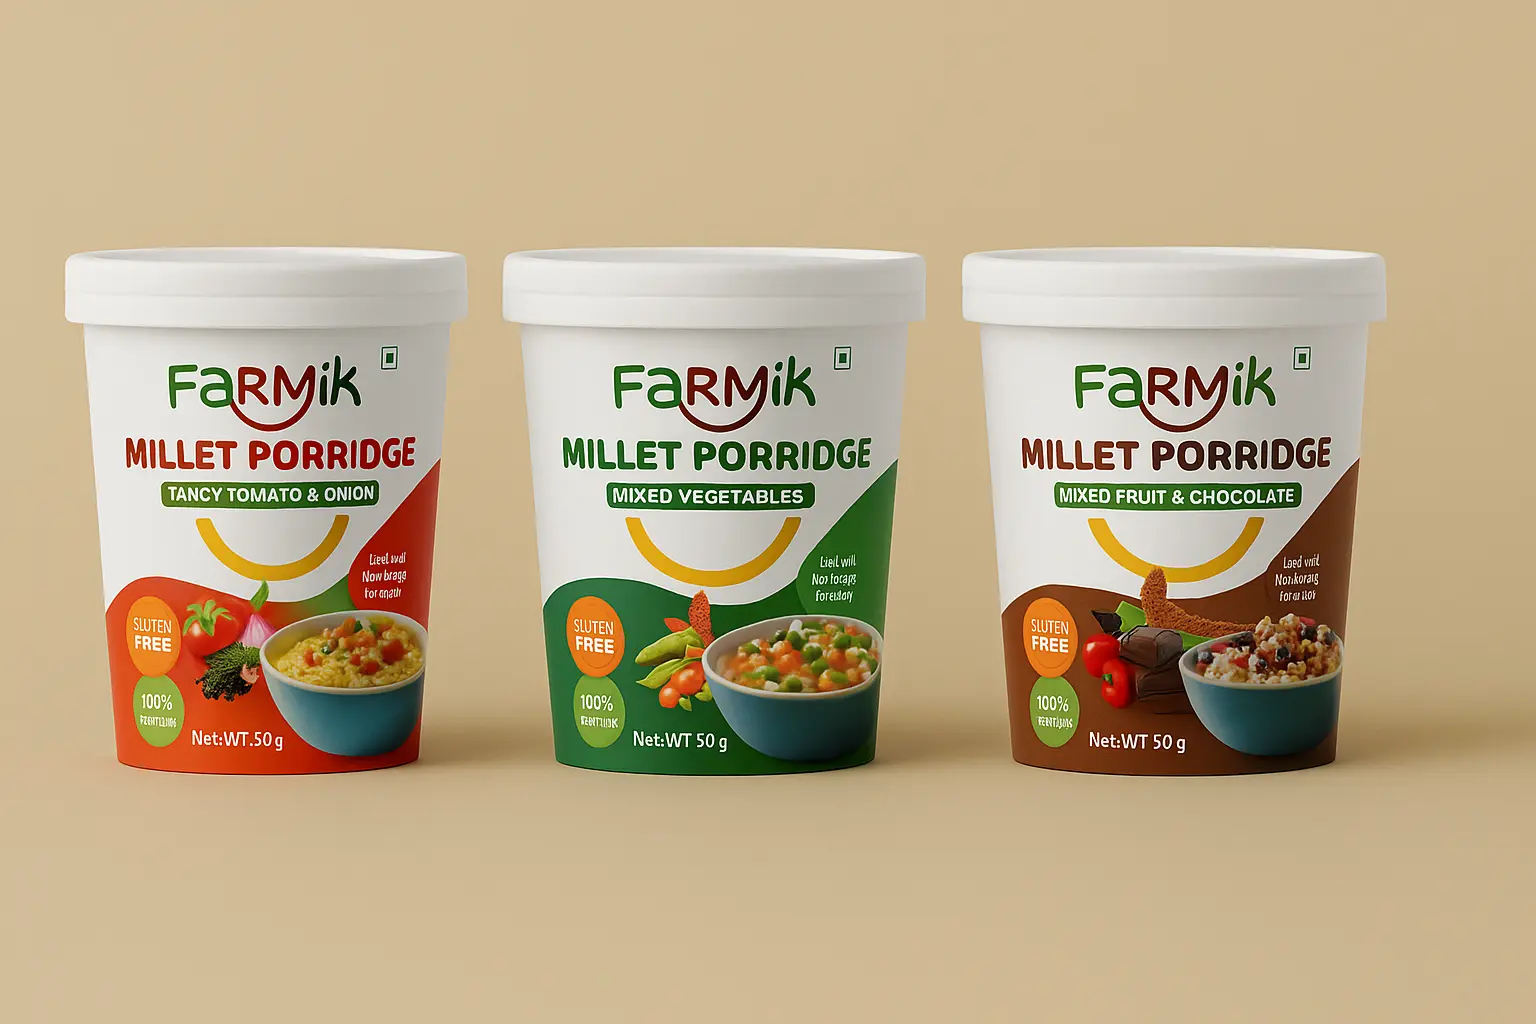 FaRMiK
MILLET PORRIDGE
TANCY TOMATO & ONION
SLUTEN
FREE
100%
Net:WT.50g
FaRMiK
MILLET PORRIDGE
MIXED VEGETABLES
SLUTEN
FREE
100%
Net:WT 50 g
FaRMiK
MILLET PORRIDGE
MIXED FRUIT & CHOCOLATE
SLUTEN
FREE
100%
Net:WT 50 g